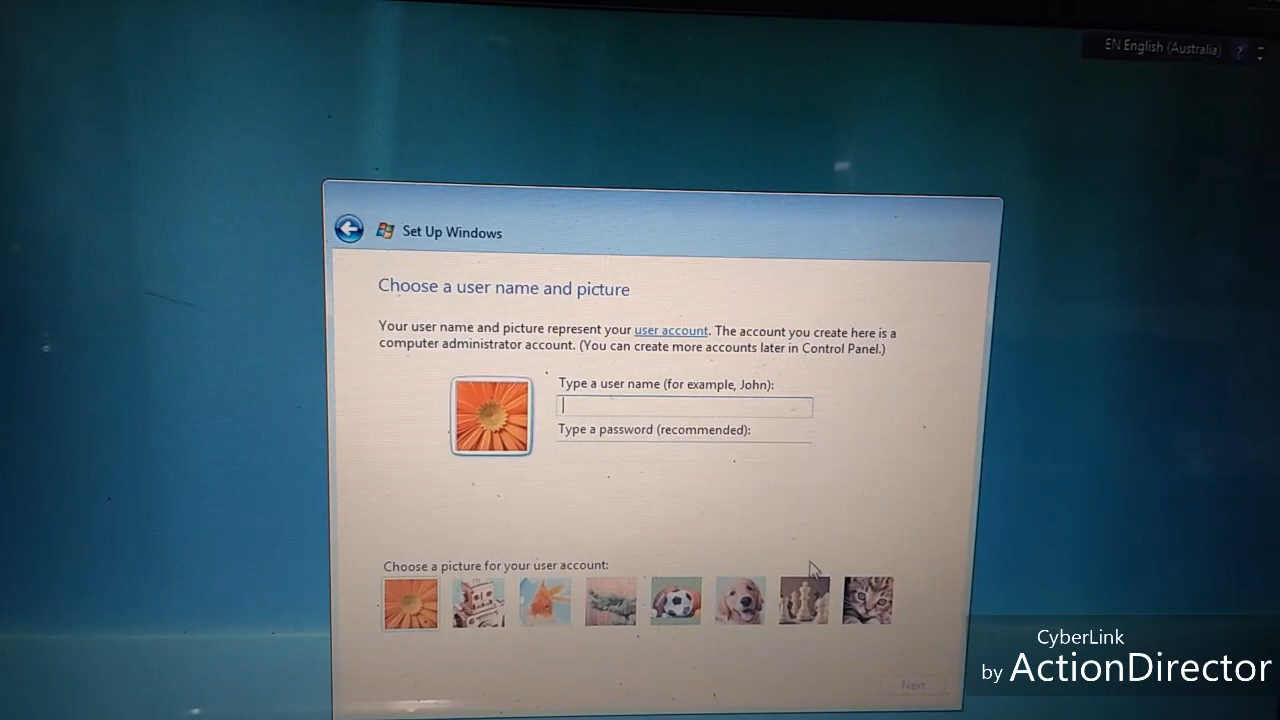 EN English (Australia) ?
Set Up Windows
Choose a user name and picture
Your user name and picture represent your user account. The account you create here is a
computer administrator account. (You can create more accounts later in Control Panel.)
Type a user name (for example, John):
Type a password (recommended):
Choose a picture for your user account:
Next
CyberLink
by ActionDirector